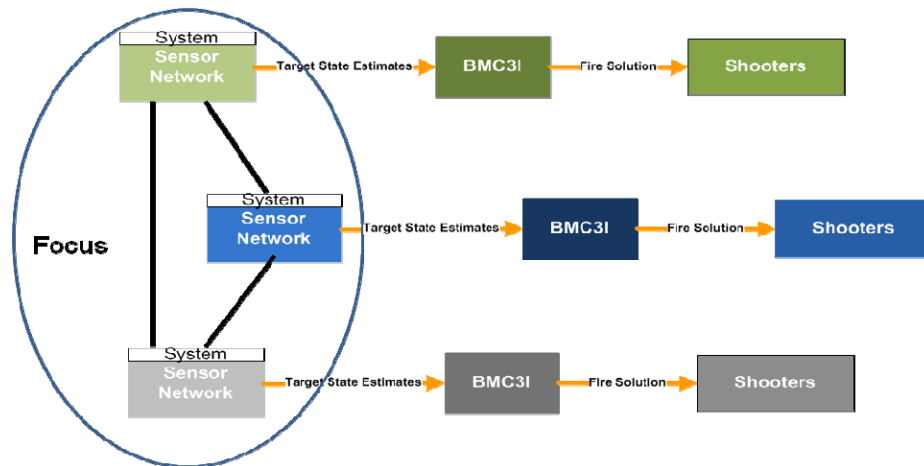 System
Sensor
Network
Target State Estimates
BMC3I
Fire Solution
Shooters
System
Sensor
Network
Target State Estimates
BMC3I
Fire Solution
Shooters
Focus
System
Sensor
Network
Target State Estimates
BMC3I
Fire Solution
Shooters